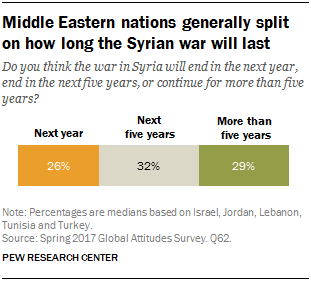 Middle Eastern nations generally split
on how long the Syrian war will last
Do you think the war in Syria will end in the next year,
end in the next five years, or continue for more than five
years?
Next year
Next
five years
More than
five years
26%
32%
29%
Note: Percentages are medians based on Israel, Jordan, Lebanon,
Tunisia and Turkey.
Source: Spring 2017 Global Attitudes Survey. Q62.
PEW RESEARCH CENTER